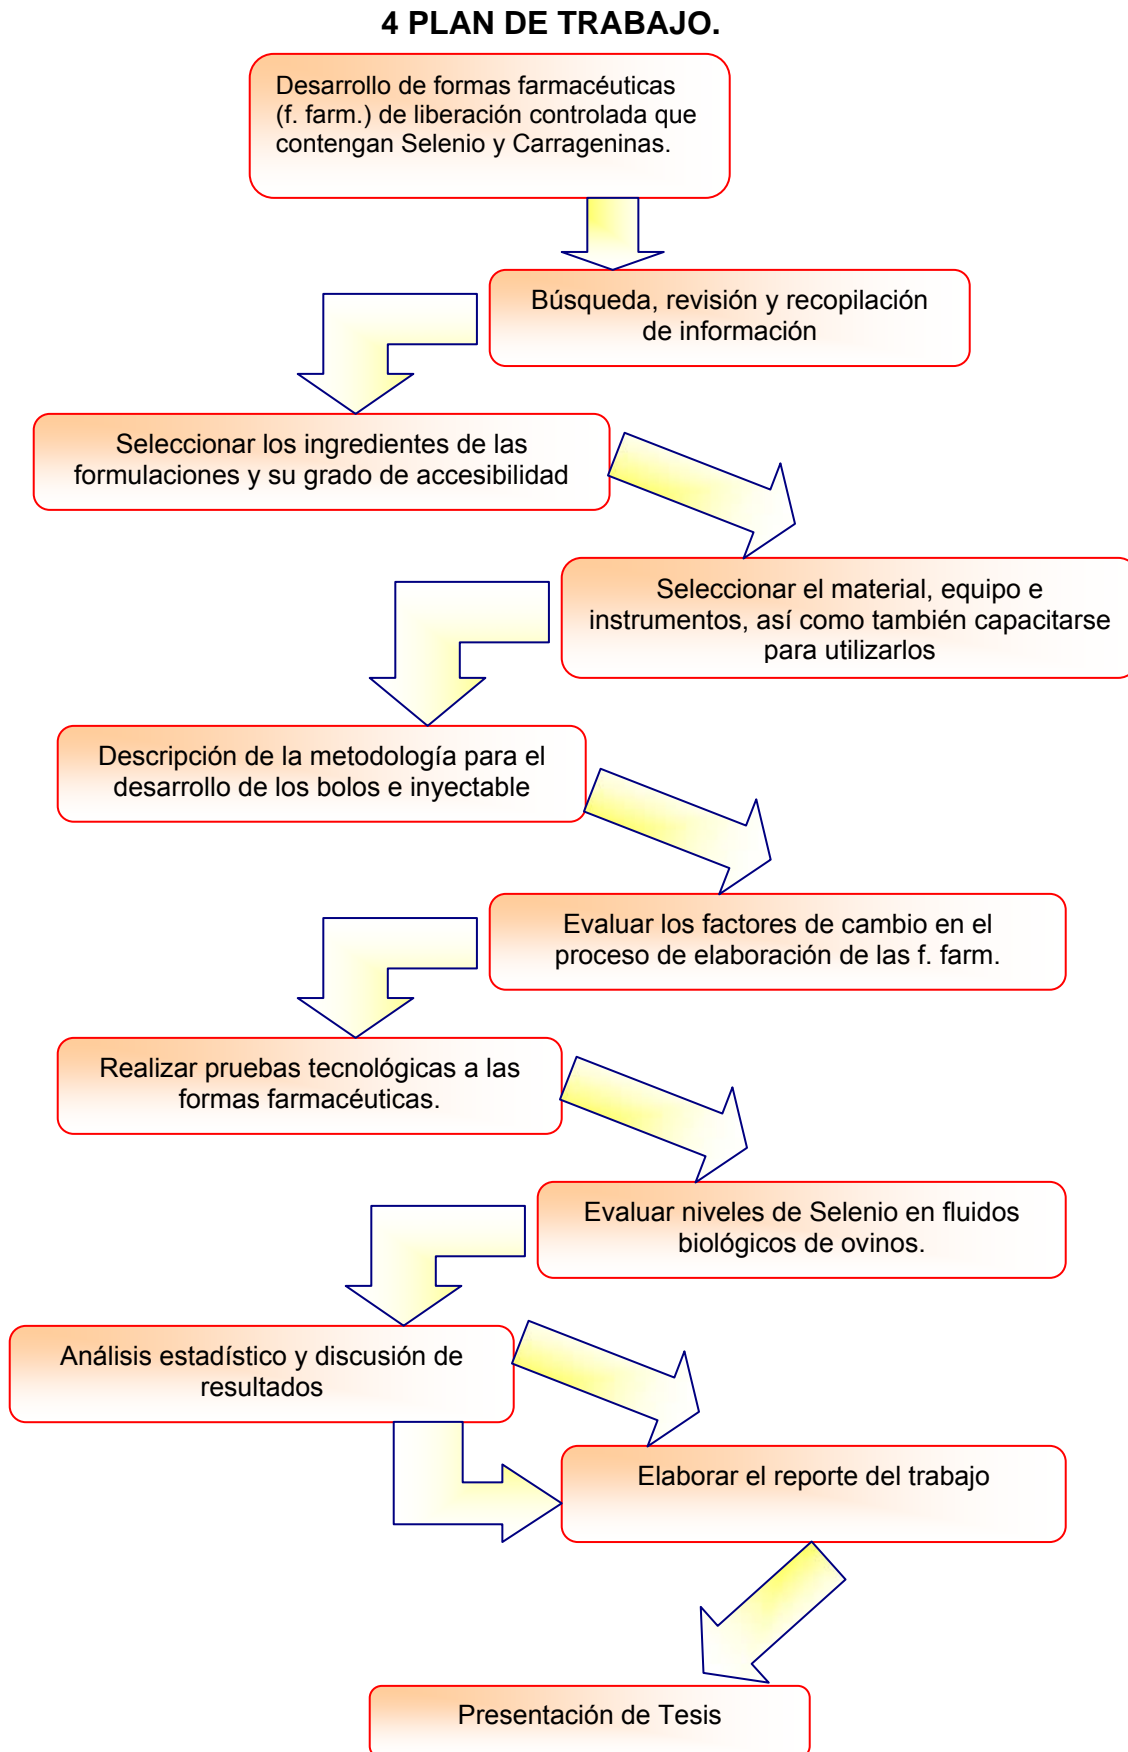 4 PLAN DE TRABAJO.
Desarrollo de formas farmacéuticas
(f. farm.) de liberación controlada que
contengan Selenio y Carrageninas.
Búsqueda, revisión y recopilación
de información
Seleccionar los ingredientes de las
formulaciones y su grado de accesibilidad
Seleccionar el material, equipo e
instrumentos, así como también capacitarse
para utilizarlos
Descripción de la metodología para el
desarrollo de los bolos e inyectable
Evaluar los factores de cambio en el
proceso de elaboración de las f. farm.
Realizar pruebas tecnológicas a las
formas farmacéuticas.
Evaluar niveles de Selenio en fluidos
biológicos de ovinos.
Análisis estadístico y discusión de
resultados
Elaborar el reporte del trabajo
Presentación de Tesis